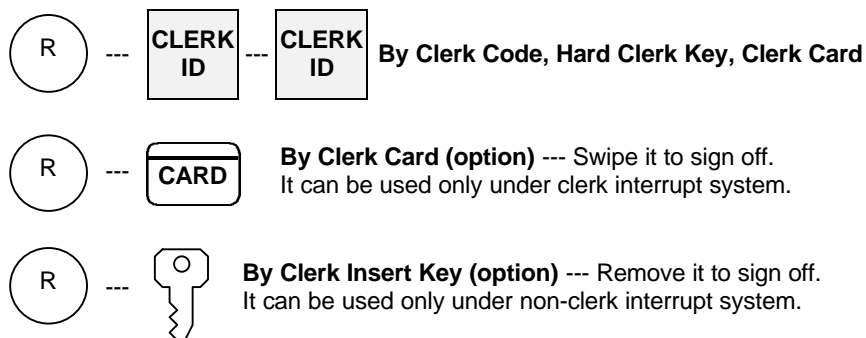 R --- CLERK ID --- CLERK ID By Clerk Code, Hard Clerk Key, Clerk Card
R --- CARD By Clerk Card (option) --- Swipe it to sign off.
It can be used only under clerk interrupt system.
R --- By Clerk Insert Key (option) --- Remove it to sign off.
It can be used only under non-clerk interrupt system.